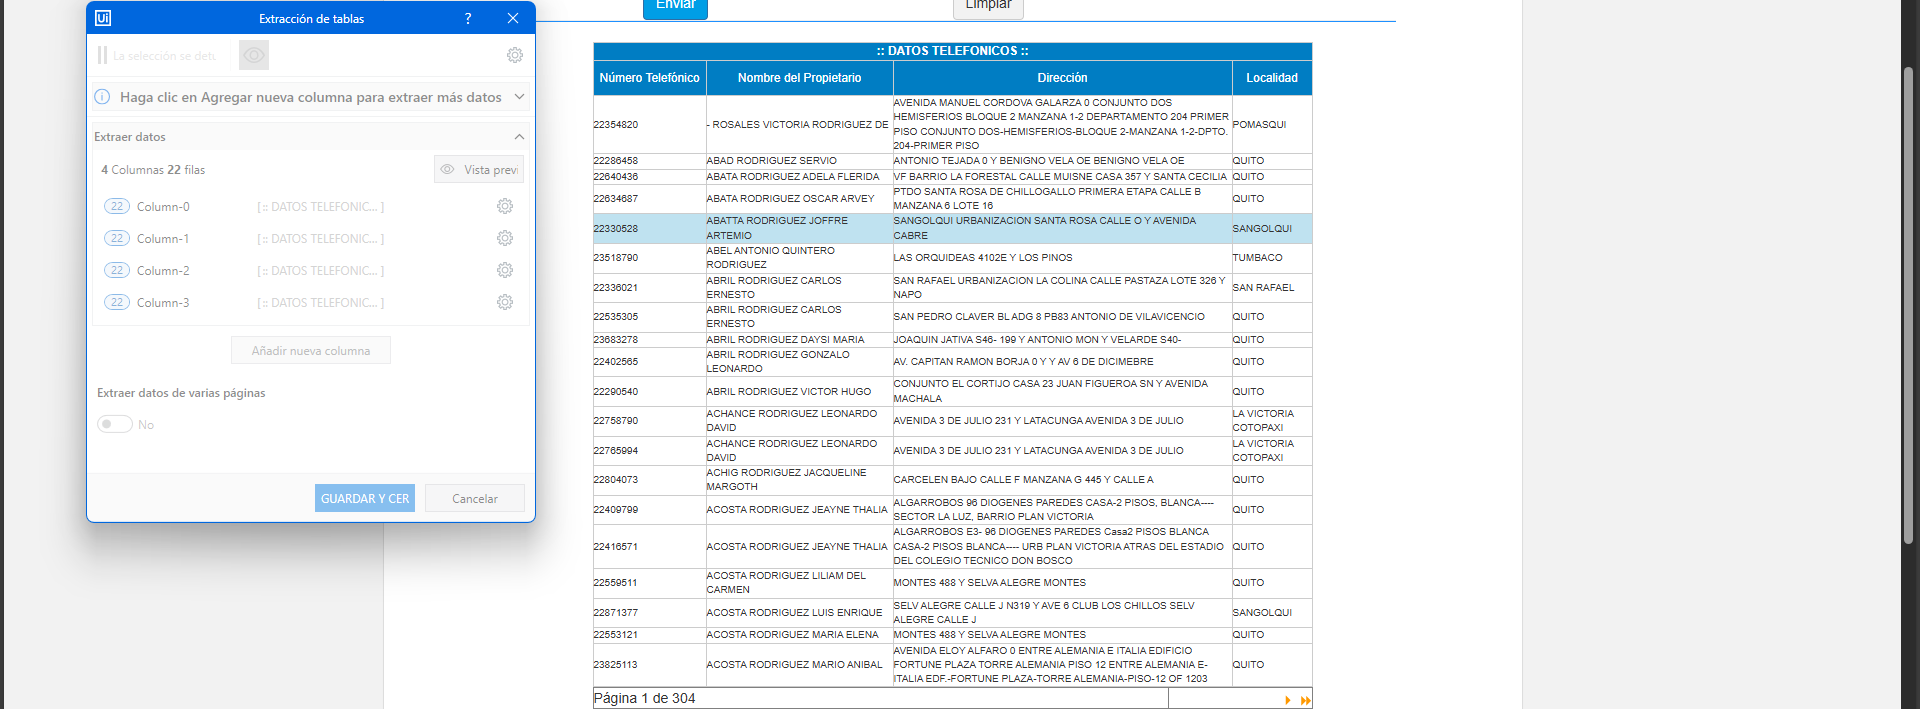 Extracción de tablas
?
La selección se detu
Haga clic en Agregar nueva columna para extraer más datos
Extraer datos
4 Columnas 22 filas
Vista previ
22 Column-0 [ :: DATOS TELEFONIC... ]
22 Column-1 [ :: DATOS TELEFONIC... ]
22 Column-2 [ :: DATOS TELEFONIC... ]
22 Column-3 [ :: DATOS TELEFONIC... ]
Añadir nueva columna
Extraer datos de varias páginas
No
GUARDAR Y CER
Cancelar
Enviar
Limpiar
:: DATOS TELEFONICOS ::
Número Telefónico Nombre del Propietario Dirección Localidad
22354820 - ROSALES VICTORIA RODRIGUEZ DE AVENIDA MANUEL CORDOVA GALARZA 0 CONJUNTO DOS
HEMISFERIOS BLOQUE 2 MANZANA 1-2 DEPARTAMENTO 204 PRIMER
PISO CONJUNTO DOS-HEMISFERIOS-BLOQUE 2-MANZANA 1-2-DPTO.
204-PRIMER PISO POMASQUI
22286458 ABAD RODRIGUEZ SERVIO ANTONIO TEJADA 0 Y BENIGNO VELA OE BENIGNO VELA OE QUITO
22640436 ABATA RODRIGUEZ ADELA FLERIDA VF BARRIO LA FORESTAL CALLE MUISNE CASA 357 Y SANTA CECILIA QUITO
22634687 ABATA RODRIGUEZ OSCAR ARVEY PTDO SANTA ROSA DE CHILLOGALLO PRIMERA ETAPA CALLE B
MANZANA 6 LOTE 16 QUITO
22330528 ABATTA RODRIGUEZ JOFFRE
ARTEMIO SANGOLQUI URBANIZACION SANTA ROSA CALLE O Y AVENIDA
CABRE SANGOLQUI
23518790 ABEL ANTONIO QUINTERO
RODRIGUEZ LAS ORQUIDEAS 4102E Y LOS PINOS TUMBACO
22336021 ABRIL RODRIGUEZ CARLOS
ERNESTO SAN RAFAEL URBANIZACION LA COLINA CALLE PASTAZA LOTE 326 Y
NAPO SAN RAFAEL
22535305 ABRIL RODRIGUEZ CARLOS
ERNESTO SAN PEDRO CLAVER BL ADG 8 PB83 ANTONIO DE VILAVICENCIO QUITO
23683278 ABRIL RODRIGUEZ DAYSI MARIA JOAQUIN JATIVA S46- 199 Y ANTONIO MON Y VELARDE S40- QUITO
22402565 ABRIL RODRIGUEZ GONZALO
LEONARDO AV. CAPITAN RAMON BORJA 0 Y Y AV 6 DE DICIMEBRE QUITO
22290540 ABRIL RODRIGUEZ VICTOR HUGO CONJUNTO EL CORTIJO CASA 23 JUAN FIGUEROA SN Y AVENIDA
MACHALA QUITO
22758790 ACHANCE RODRIGUEZ LEONARDO
DAVID AVENIDA 3 DE JULIO 231 Y LATACUNGA AVENIDA 3 DE JULIO LA VICTORIA
COTOPAXI
22765994 ACHANCE RODRIGUEZ LEONARDO
DAVID AVENIDA 3 DE JULIO 231 Y LATACUNGA AVENIDA 3 DE JULIO LA VICTORIA
COTOPAXI
22804073 ACHIG RODRIGUEZ JACQUELINE
MARGOTH CARCELEN BAJO CALLE F MANZANA G 445 Y CALLE A QUITO
22409799 ACOSTA RODRIGUEZ JEAYNE THALIA ALGARROBOS 96 DIOGENES PAREDES CASA-2 PISOS, BLANCA----
SECTOR LA LUZ, BARRIO PLAN VICTORIA QUITO
22416571 ACOSTA RODRIGUEZ JEAYNE THALIA ALGARROBOS E3- 96 DIOGENES PAREDES Casa2 PISOS BLANCA
CASA-2 PISOS BLANCA---- URB PLAN VICTORIA ATRAS DEL ESTADIO
DEL COLEGIO TECNICO DON BOSCO QUITO
22559511 ACOSTA RODRIGUEZ LILIAM DEL
CARMEN MONTES 488 Y SELVA ALEGRE MONTES QUITO
22871377 ACOSTA RODRIGUEZ LUIS ENRIQUE SELV ALEGRE CALLE J N319 Y AVE 6 CLUB LOS CHILLOS SELV
ALEGRE CALLE J SANGOLQUI
22553121 ACOSTA RODRIGUEZ MARIA ELENA MONTES 488 Y SELVA ALEGRE MONTES QUITO
23825113 ACOSTA RODRIGUEZ MARIO ANIBAL AVENIDA ELOY ALFARO 0 ENTRE ALEMANIA E ITALIA EDIFICIO
FORTUNE PLAZA TORRE ALEMANIA PISO 12 ENTRE ALEMANIA E-
ITALIA EDF.-FORTUNE PLAZA-TORRE ALEMANIA-PISO-12 OF 1203 QUITO
Página 1 de 304